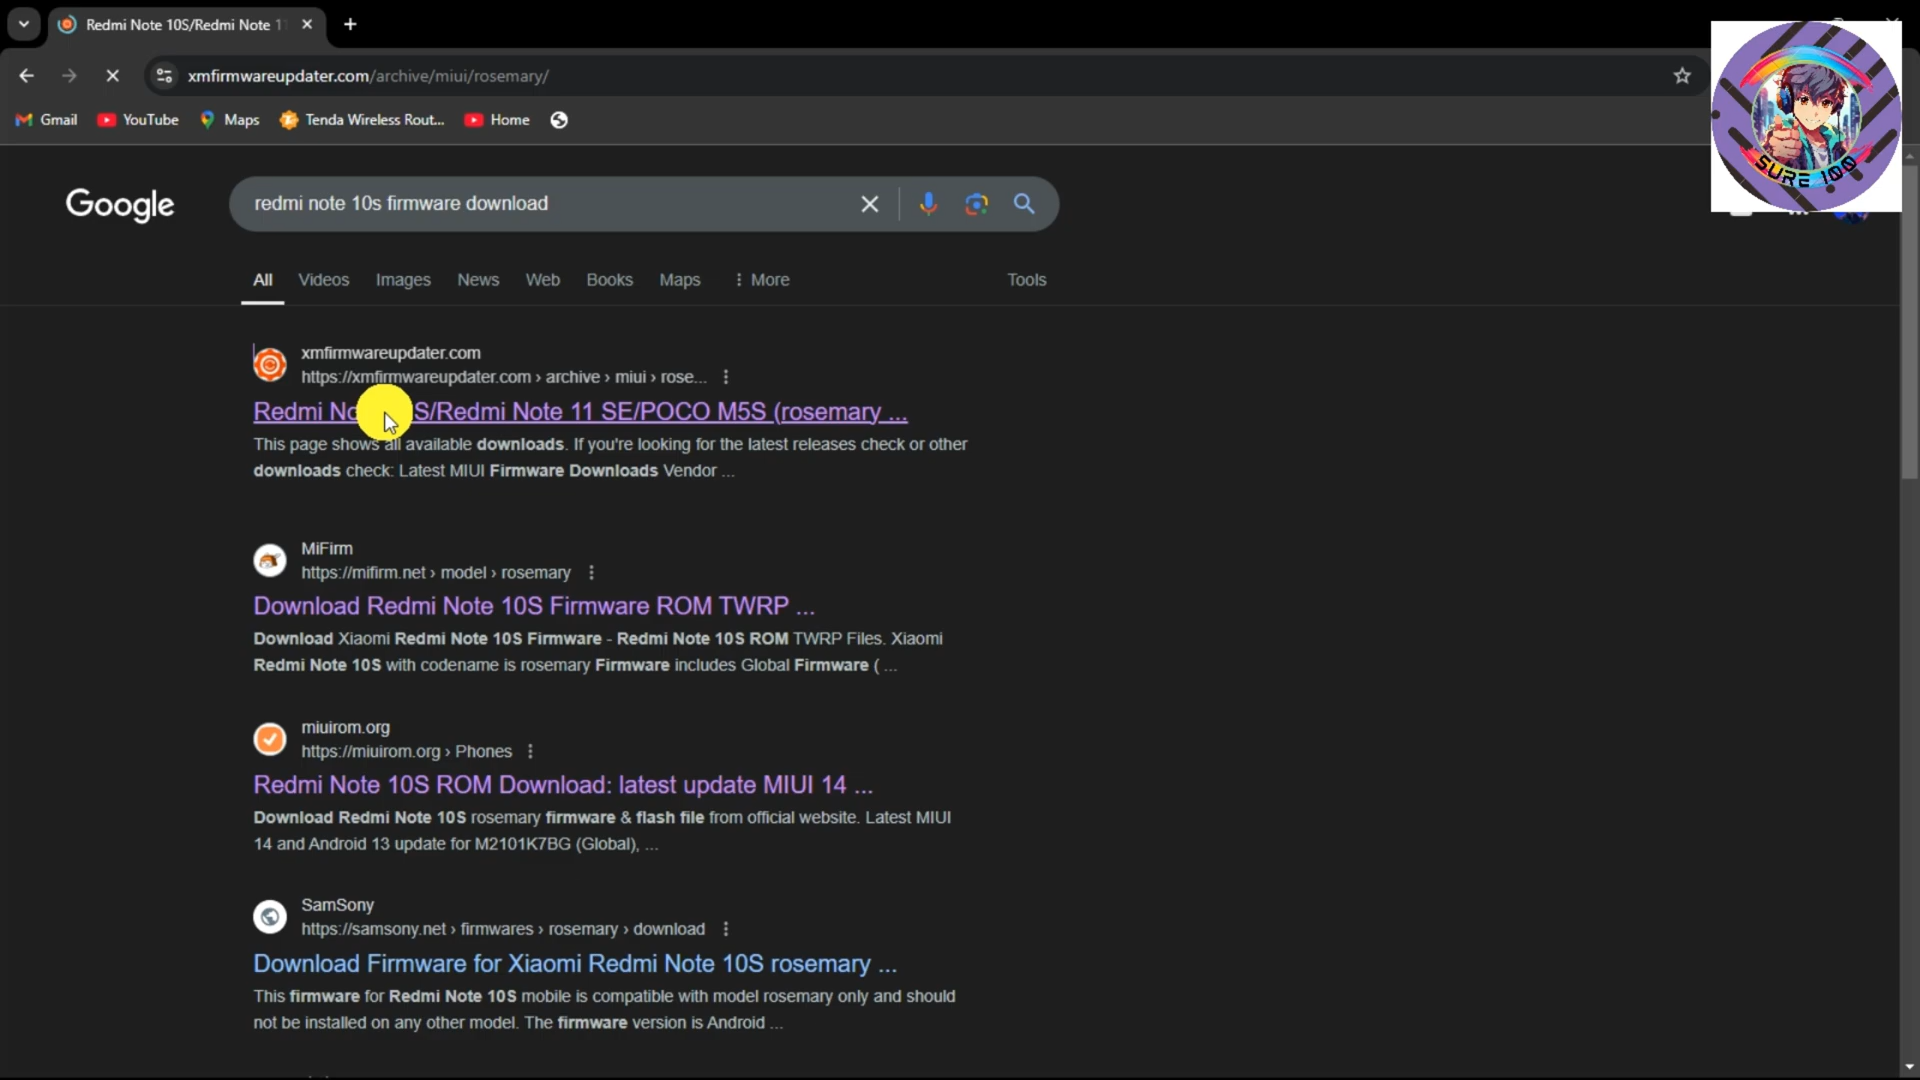 Redmi Note 10S/Redmi Note 1
xmfirmwareupdater.com/archive/miui/rosemary/
Gmail
YouTube
Maps
Tenda Wireless Rout...
Home
SURE 100
Google
redmi note 10s firmware download
All
Videos
Images
News
Web
Books
Maps
More
Tools
xmfirmwareupdater.com
https://xmfirmwareupdater.com › archive › miui › rose...
Redmi No S/Redmi Note 11 SE/POCO M5S (rosemary ...
This page shows all available downloads. If you're looking for the latest releases check or other
downloads check: Latest MIUI Firmware Downloads Vendor ...
MiFirm
https://mifirm.net › model › rosemary
Download Redmi Note 10S Firmware ROM TWRP ...
Download Xiaomi Redmi Note 10S Firmware - Redmi Note 10S ROM TWRP Files. Xiaomi
Redmi Note 10S with codename is rosemary Firmware includes Global Firmware ( ...
miuirom.org
https://miuirom.org › Phones
Redmi Note 10S ROM Download: latest update MIUI 14 ...
Download Redmi Note 10S rosemary firmware & flash file from official website. Latest MIUI
14 and Android 13 update for M2101K7BG (Global), ...
SamSony
https://samsony.net › firmwares › rosemary › download
Download Firmware for Xiaomi Redmi Note 10S rosemary ...
This firmware for Redmi Note 10S mobile is compatible with model rosemary only and should
not be installed on any other model. The firmware version is Android ...